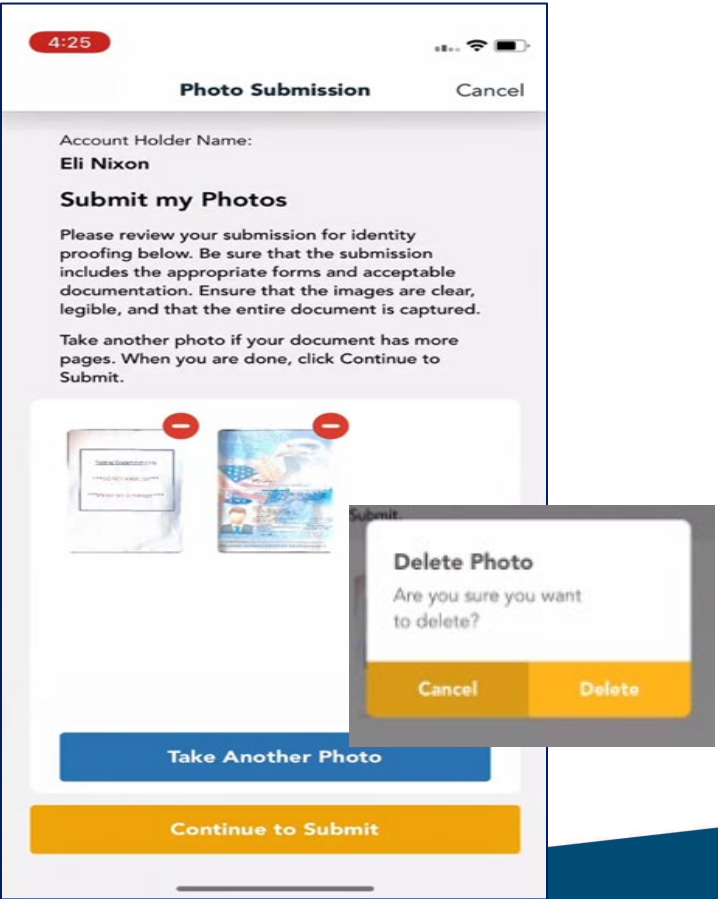 4:25
Photo Submission
Cancel
Account Holder Name:
Eli Nixon
Submit my Photos
Please review your submission for identity
proofing below. Be sure that the submission
includes the appropriate forms and acceptable
documentation. Ensure that the images are clear,
legible, and that the entire document is captured.
Take another photo if your document has more
pages. When you are done, click Continue to
Submit.
Submit.
Delete Photo
Are you sure you want
to delete?
Cancel
Delete
Take Another Photo
Continue to Submit